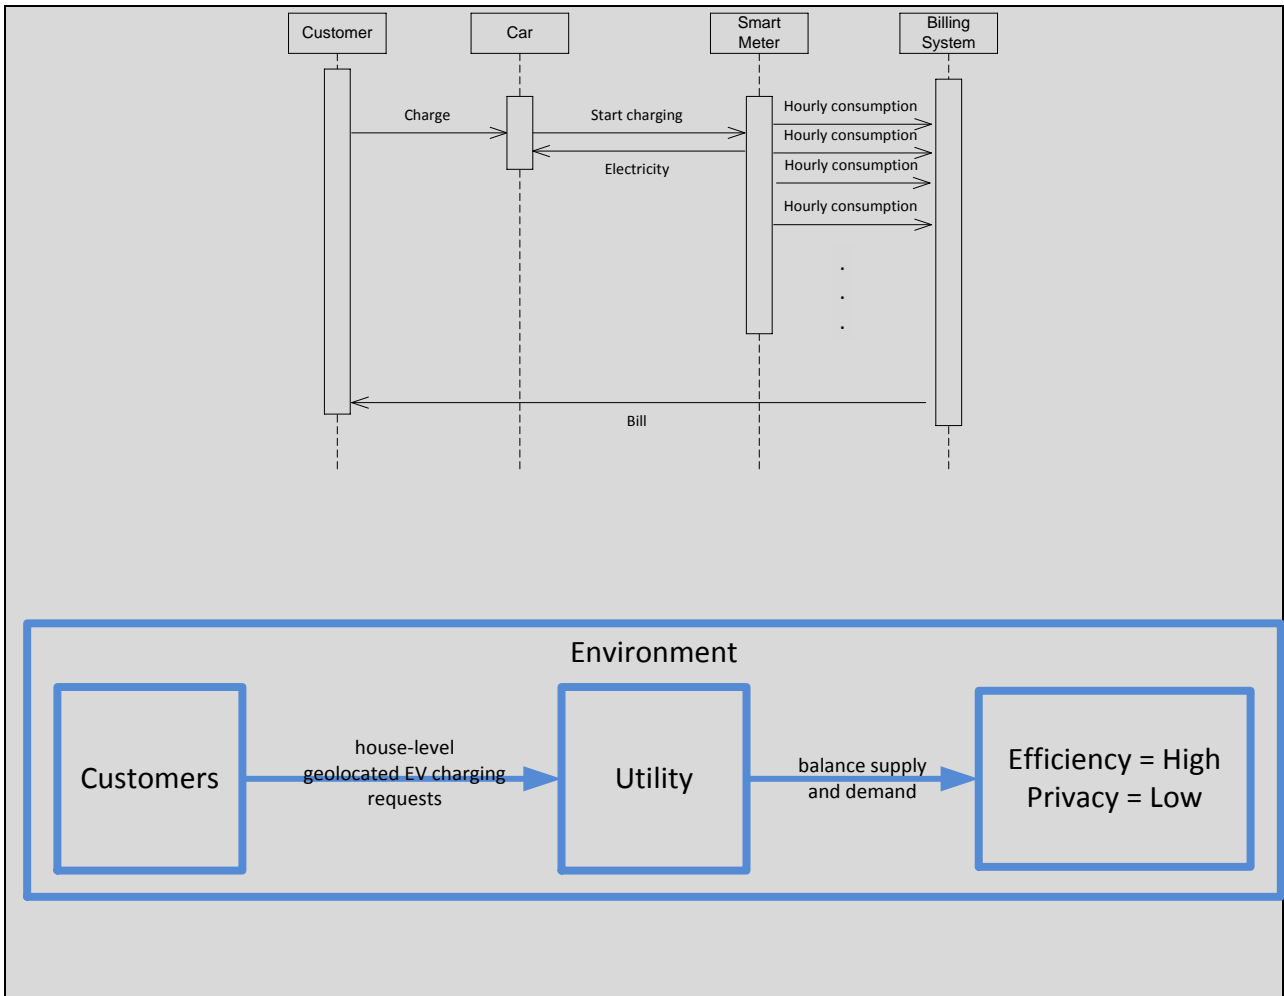 Customer
Car
Smart
Meter
Billing
System
Charge
Start charging
Electricity
Hourly consumption
Hourly consumption
Hourly consumption
Hourly consumption
.
.
.
Bill
Environment
Customers
house-level
geolocated EV charging
requests
Utility
balance supply
and demand
Efficiency = High
Privacy = Low